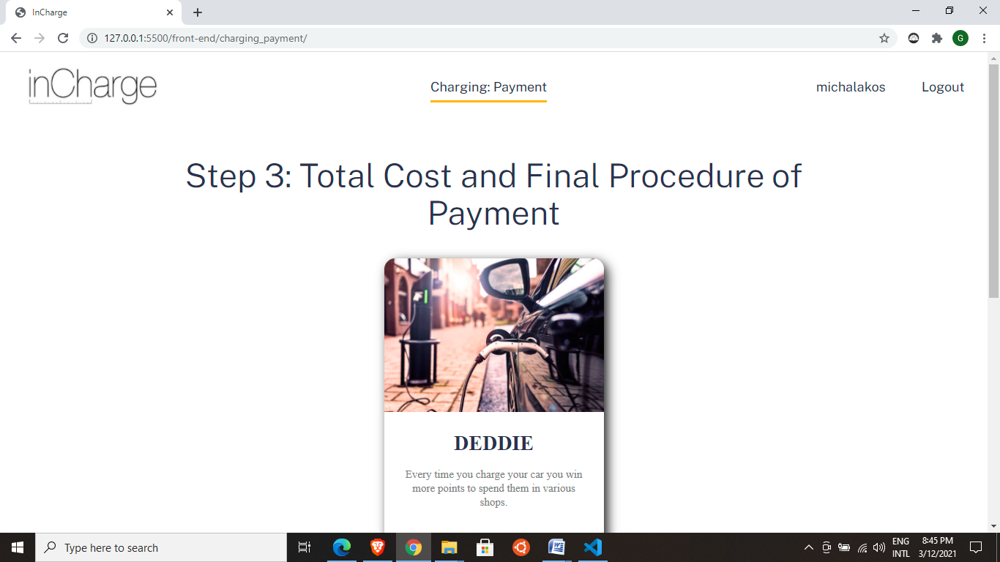 InCharge
127.0.0.1:5500/front-end/charging_payment/
G
inCharge
Charging: Payment
michalakos
Logout
Step 3: Total Cost and Final Procedure of
Payment
DEDDIE
Every time you charge your car you win
more points to spend them in various
shops.
Type here to search
W
ENG
INTL
8:45 PM
3/12/2021